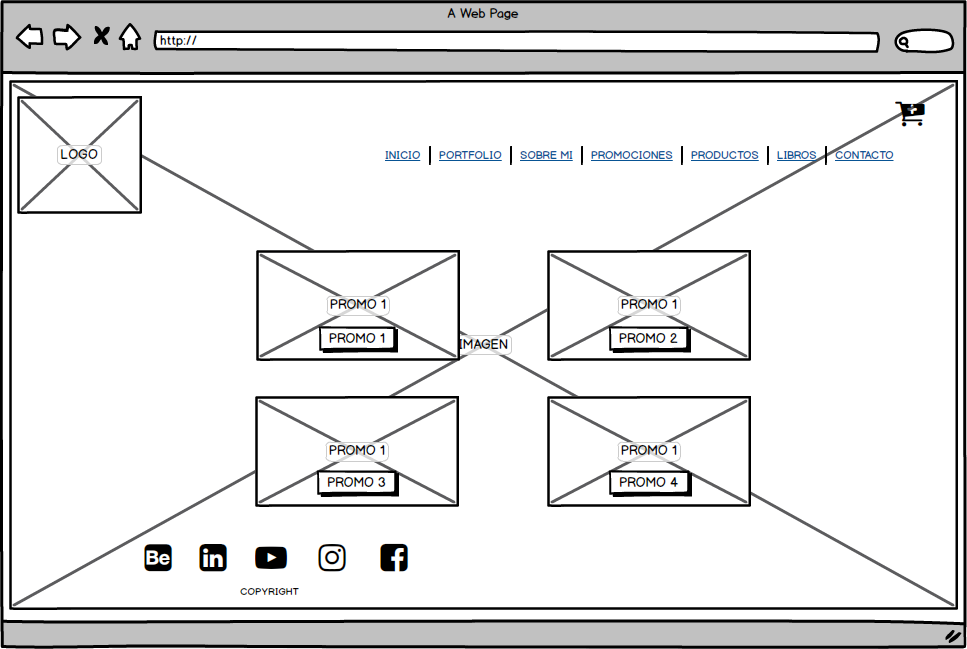 A Web Page
http://
LOGO
INICIO | PORTFOLIO | SOBRE MI | PROMOCIONES | PRODUCTOS | LIBROS | CONTACTO
PROMO 1
PROMO 1
PROMO 1
PROMO 2
IMAGEN
PROMO 1
PROMO 1
PROMO 3
PROMO 4
Be in
COPYRIGHT